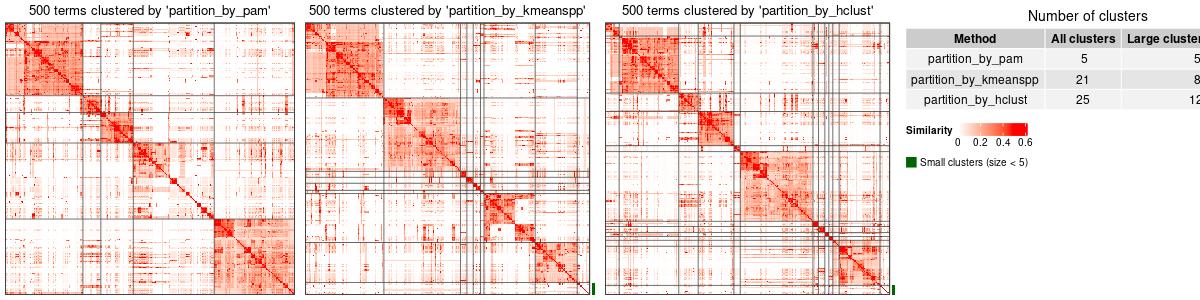 500 terms clustered by 'partition_by_pam'
500 terms clustered by 'partition_by_kmeanspp'
500 terms clustered by 'partition_by_hclust'
Number of clusters
Method All clusters Large cluster
partition_by_pam 5 5
partition_by_kmeanspp 21 8
partition_by_hclust 25 12
Similarity
0 0.2 0.4 0.6
Small clusters (size < 5)